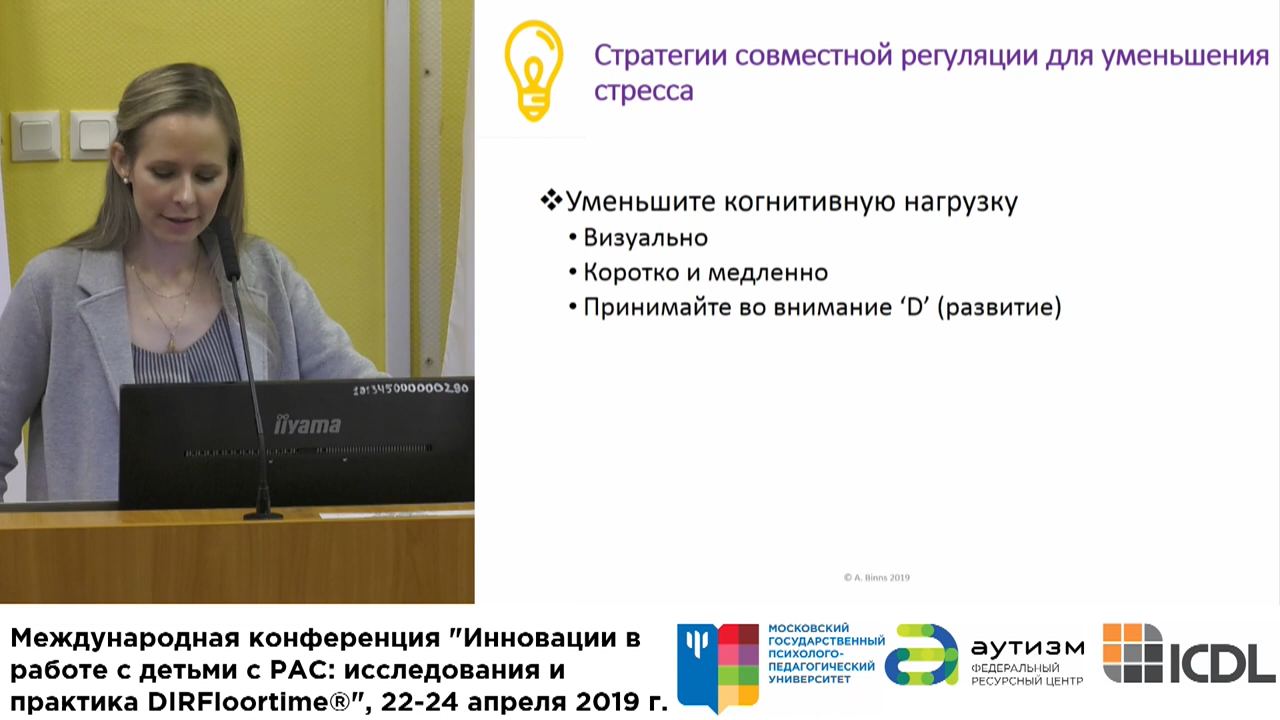 Стратегии совместной регуляции для уменьшения
стресса
❖Уменьшите когнитивную нагрузку
• Визуально
• Коротко и медленно
• Принимайте во внимание ‘D’ (развитие)
© A. Binns 2019
iiyama
Международная конференция "Инновации в
работе с детьми с РАС: исследования и
практика DIRFloortime®", 22-24 апреля 2019 г.
МОСКОВСКИЙ
ГОСУДАРСТВЕННЫЙ
ПСИХОЛОГО-
ПЕДАГОГИЧЕСКИЙ
УНИВЕРСИТЕТ
аутизм
ФЕДЕРАЛЬНЫЙ
РЕСУРСНЫЙ ЦЕНТР
ICDL